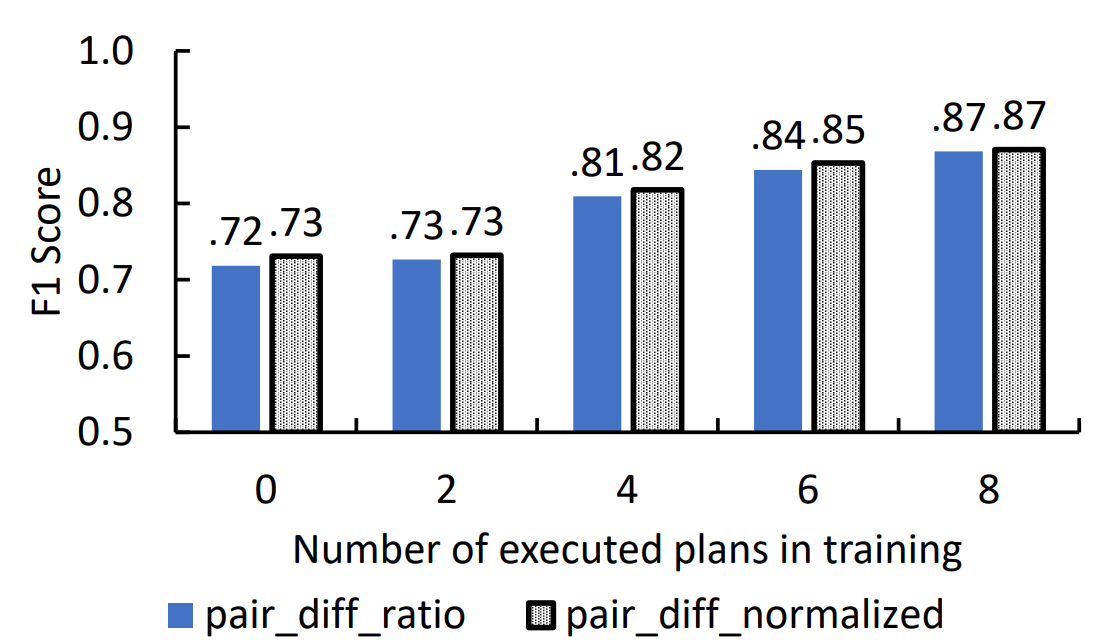 1.0
0.9
0.8
0.7
0.6
0.5
F1 Score
.72 .73
.73 .73
.81 .82
.84 .85
.87 .87
0 2 4 6 8
Number of executed plans in training
pair_diff_ratio pair_diff_normalized